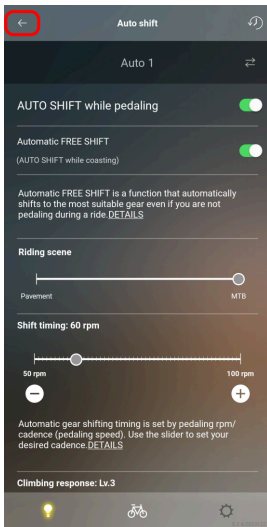 Auto shift
Auto 1
AUTO SHIFT while pedaling
Automatic FREE SHIFT
(AUTO SHIFT while coasting)
Automatic FREE SHIFT is a function that automatically
shifts to the most suitable gear even if you are not
pedaling during a ride.DETAILS
Riding scene
Pavement MTB
Shift timing: 60 rpm
50 rpm 100 rpm
Automatic gear shifting timing is set by pedaling rpm/
cadence (pedaling speed). Use the slider to set your
desired cadence.DETAILS
Climbing response: Lv.3